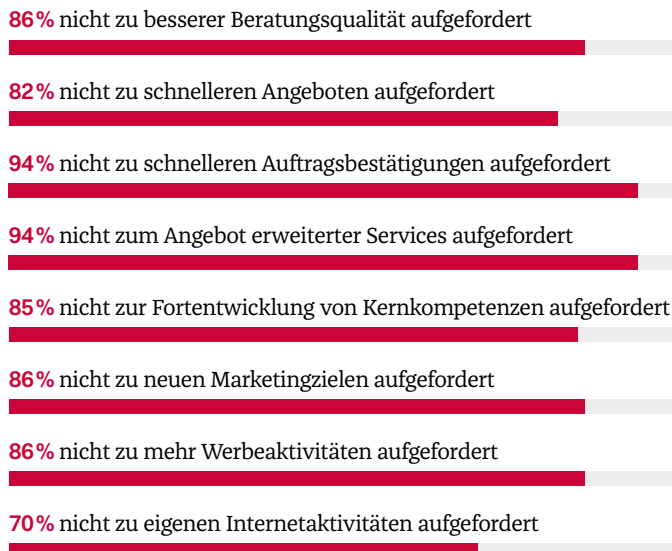 86% nicht zu besserer Beratungsqualität aufgefordert
82% nicht zu schnelleren Angeboten aufgefordert
94% nicht zu schnelleren Auftragsbestätigungen aufgefordert
94% nicht zum Angebot erweiterter Services aufgefordert
85% nicht zur Fortentwicklung von Kernkompetenzen aufgefordert
86% nicht zu neuen Marketingzielen aufgefordert
86% nicht zu mehr Werbeaktivitäten aufgefordert
70% nicht zu eigenen Internetaktivitäten aufgefordert